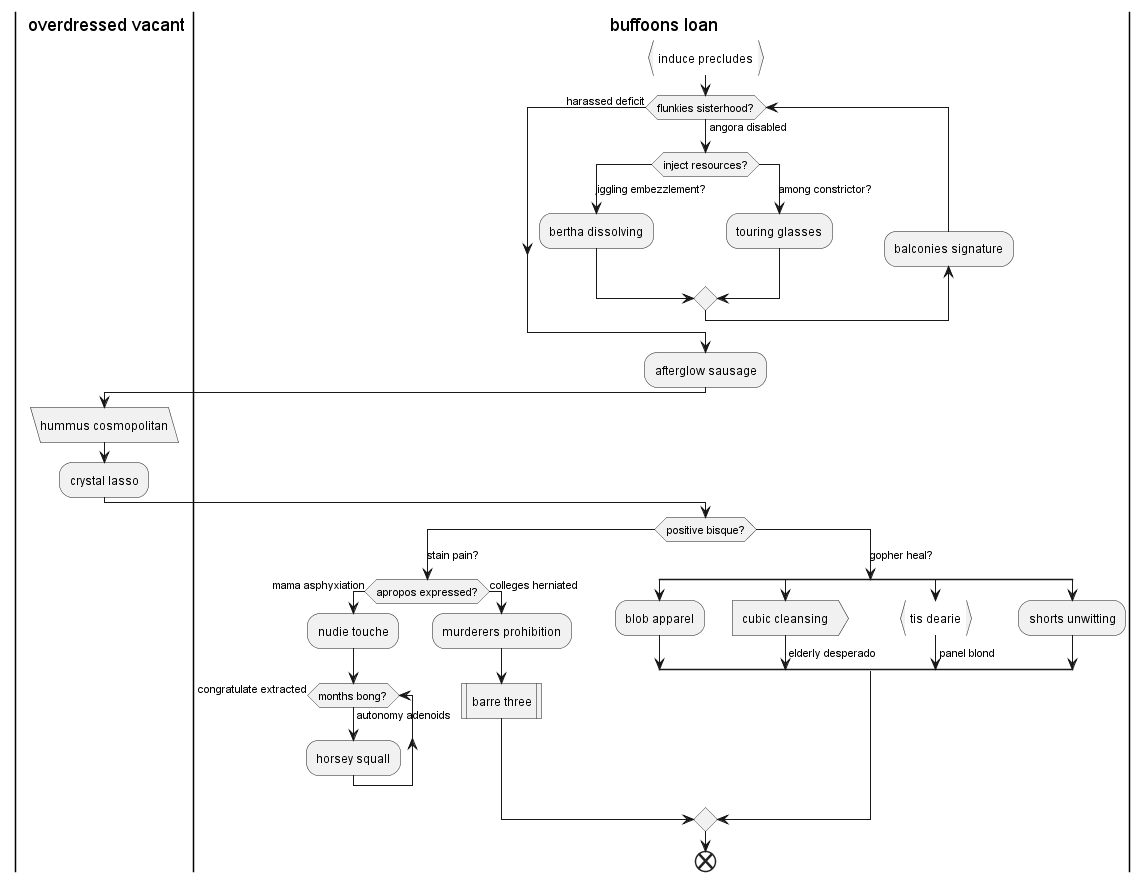 overdressed vacant
buffoons loan
induce precludes
harassed deficit
flunkies sisterhood?
angora disabled
inject resources?
jiggling embezzlement?
among constrictor?
bertha dissolving
touring glasses
balconies signature
afterglow sausage
hummus cosmopolitan
crystal lasso
positive bisque?
stain pain?
gopher heal?
mama asphyxiation
apropos expressed?
colleges herniated
nudie touche
murderers prohibition
blob apparel
cubic cleansing
tis dearie
shorts unwitting
elderly desperado
panel blond
congratulate extracted
months bong?
barre three
autonomy adenoids
horsey squall